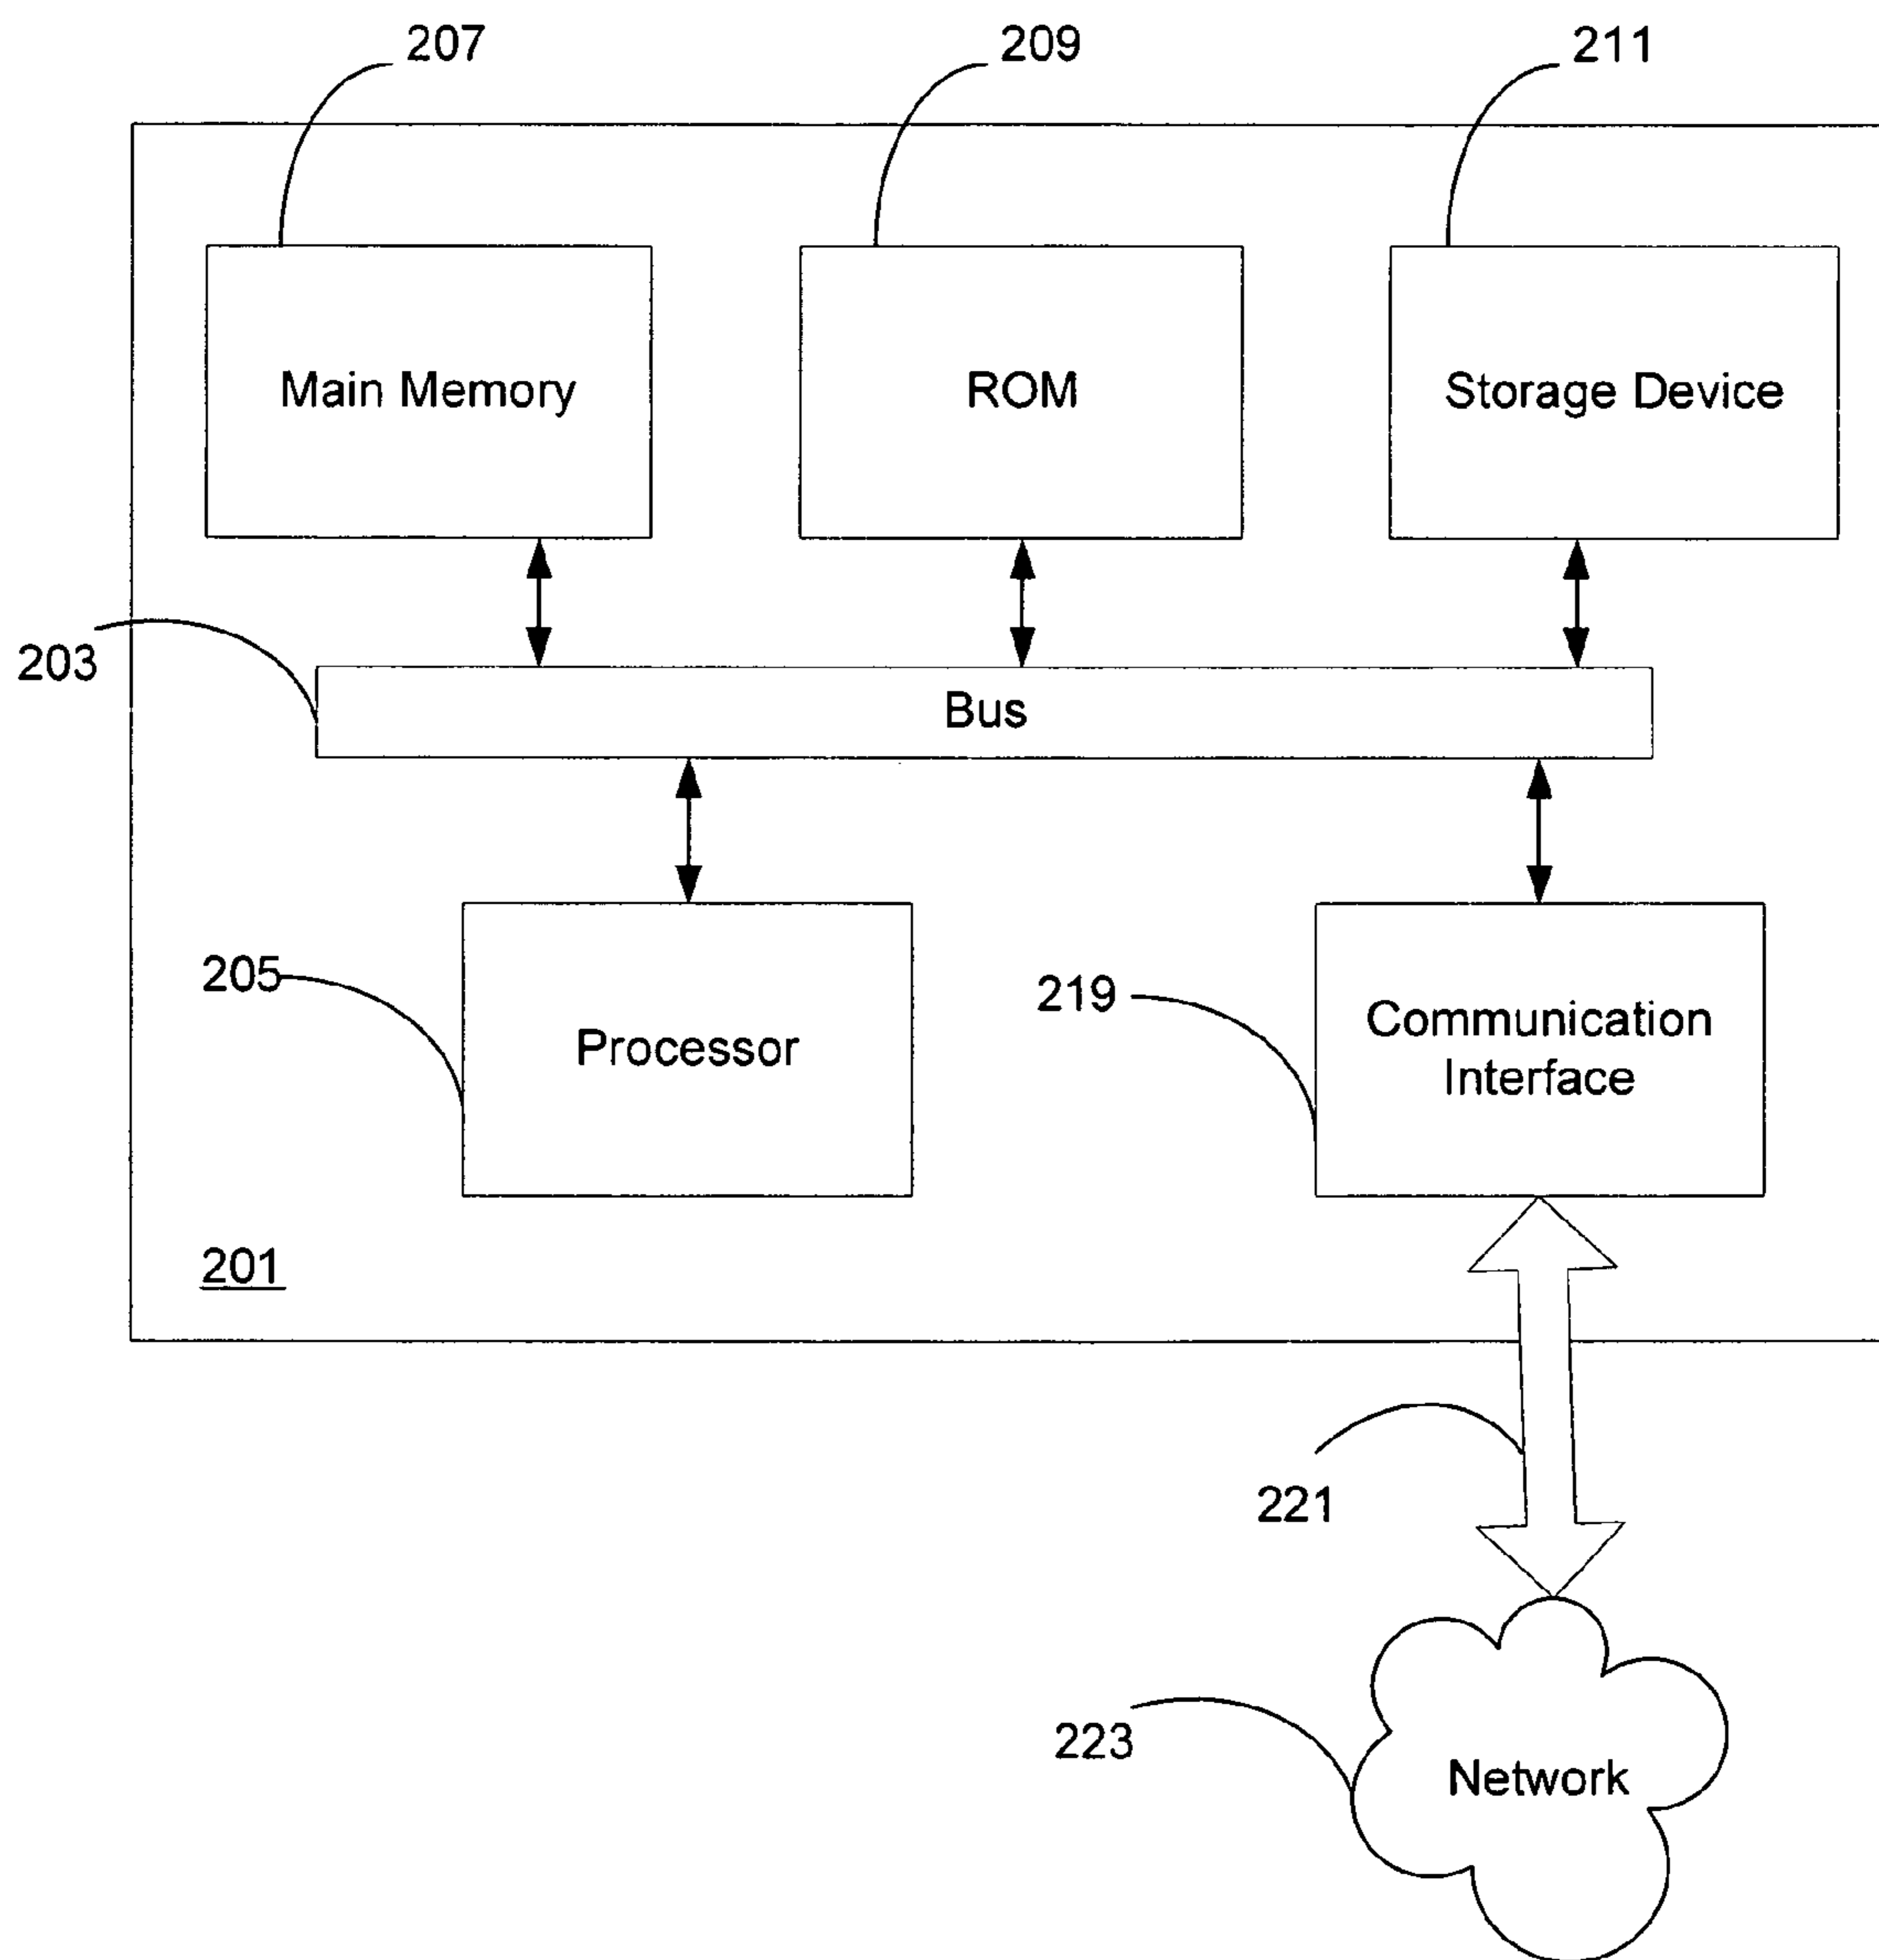 207
209
211
Main Memory
ROM
Storage Device
203
Bus
205
Processor
219
Communication
Interface
201
221
223
Network